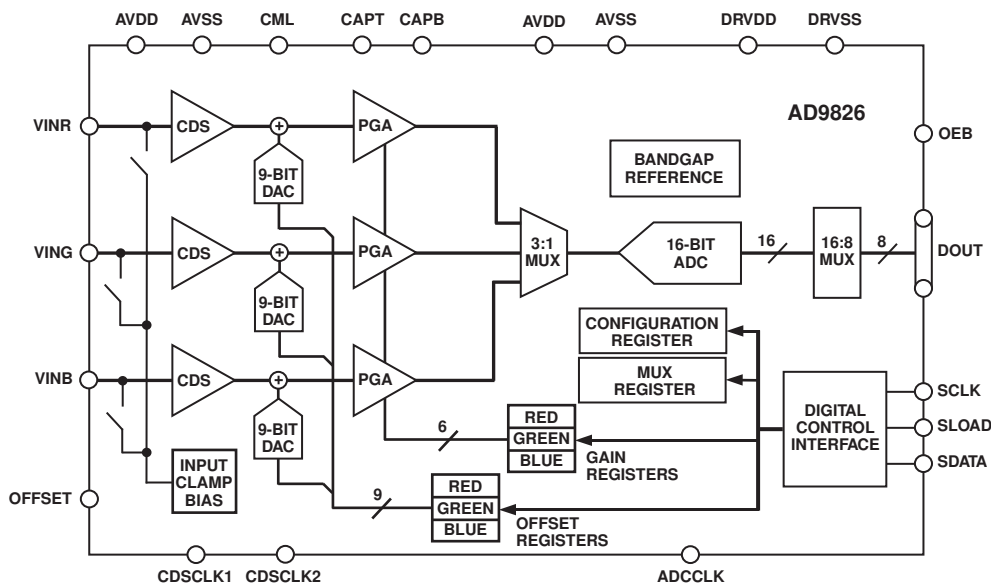 AVDD AVSS CML CAPT CAPB AVDD AVSS DRVDD DRVSS
AD9826
VINR
CDS
+
PGA
9-BIT
DAC
BANDGAP
REFERENCE
OEB
VING
CDS
+
PGA
9-BIT
DAC
3:1
MUX
16-BIT
ADC
16
16:8
MUX
8
DOUT
CONFIGURATION
REGISTER
MUX
REGISTER
VINB
CDS
+
PGA
9-BIT
DAC
6
RED
GREEN
BLUE
GAIN
REGISTERS
DIGITAL
CONTROL
INTERFACE
SCLK
SLOAD
SDATA
INPUT
CLAMP
BIAS
OFFSET
9
RED
GREEN
BLUE
OFFSET
REGISTERS
CDSCLK1 CDSCLK2 ADCCLK